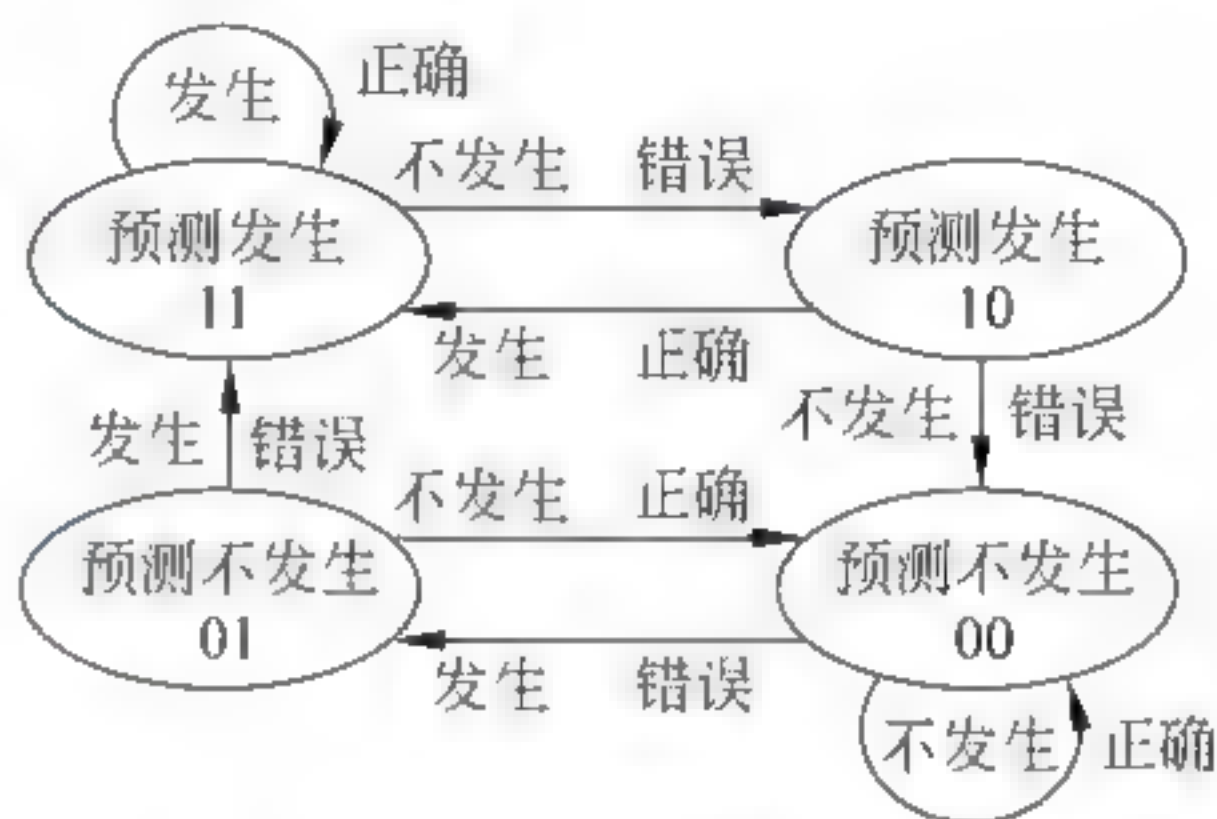 发生 正确
不发生 错误
预测发生
11
预测发生
10
发生 正确
发生 错误
不发生 错误
不发生 正确
预测不发生
01
预测不发生
00
发生 错误
不发生 正确